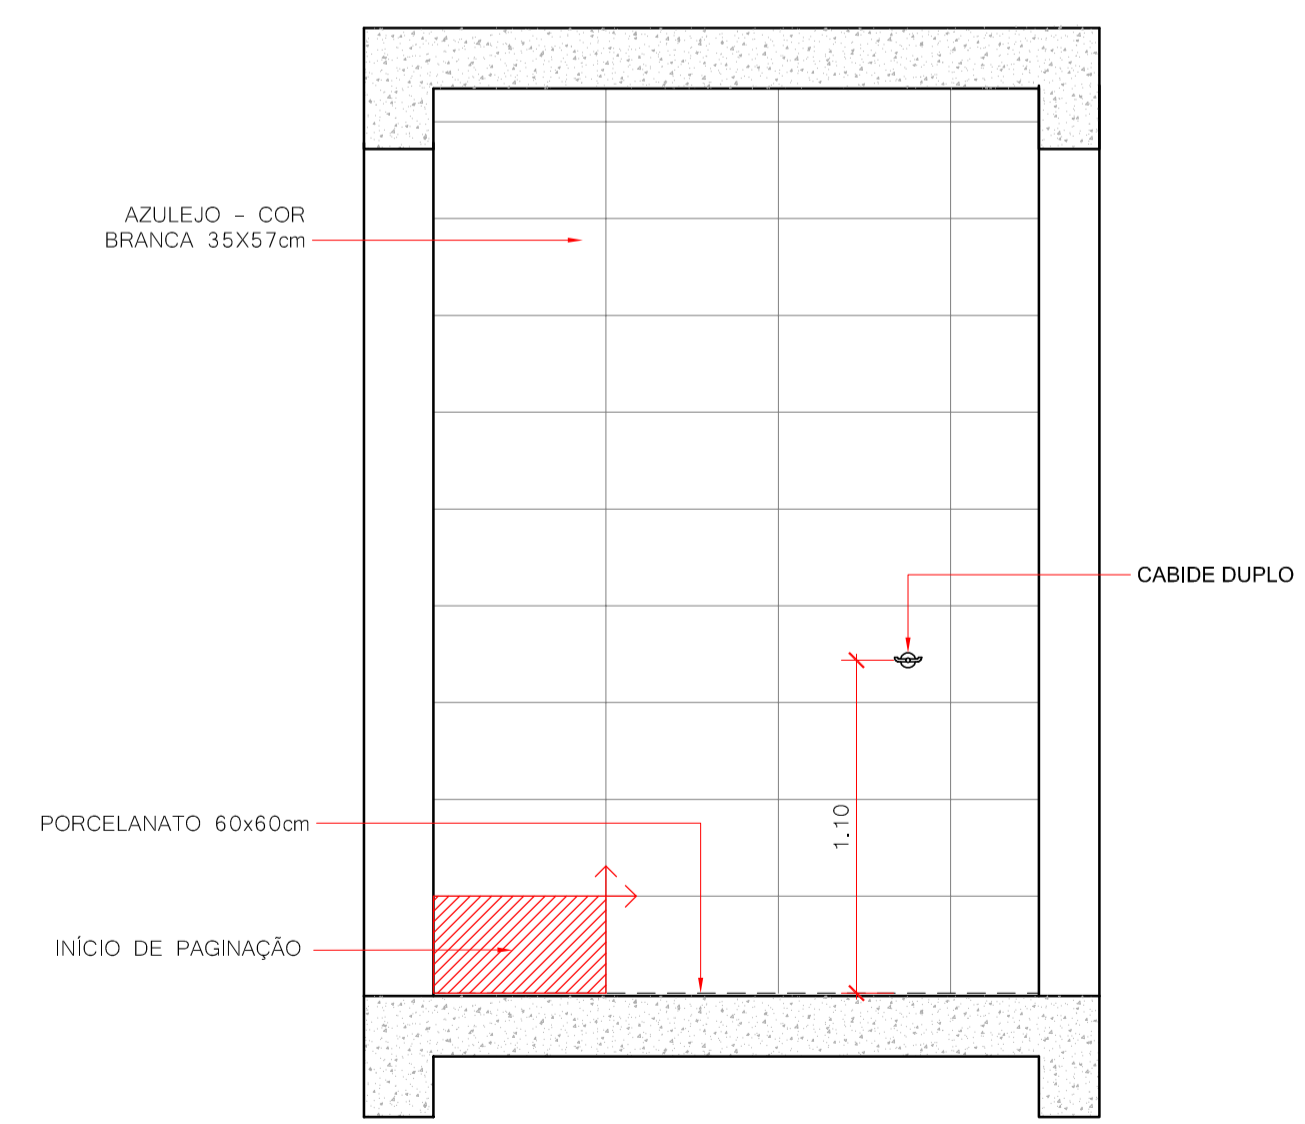 AZULEJO - COR
BRANCA 35X57cm
CABIDE DUPLO
1.10
PORCELANATO 60x60cm
INÍCIO DE PAGINAÇÃO